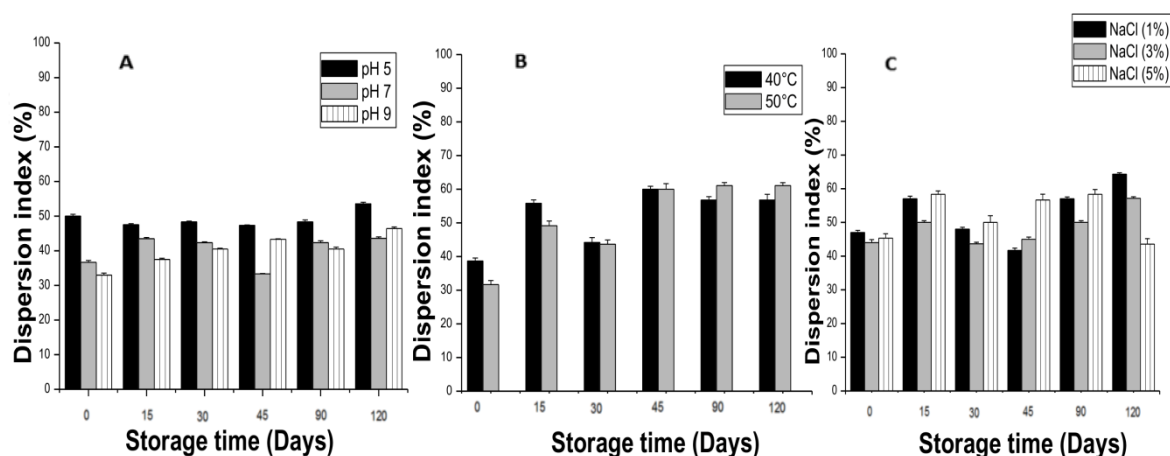 A
pH 5
pH 7
pH 9
Dispersion index (%)
100
90
80
70
60
50
40
30
20
10
0
0 15 30 45 90 120
Storage time (Days)
B
40°C
50°C
Dispersion index (%)
100
90
80
70
60
50
40
30
20
10
0
0 15 30 45 90 120
Storage time (Days)
C
NaCl (1%)
NaCl (3%)
NaCl (5%)
Dispersion index (%)
100
90
80
70
60
50
40
30
20
10
0
0 15 30 45 90 120
Storage time (Days)